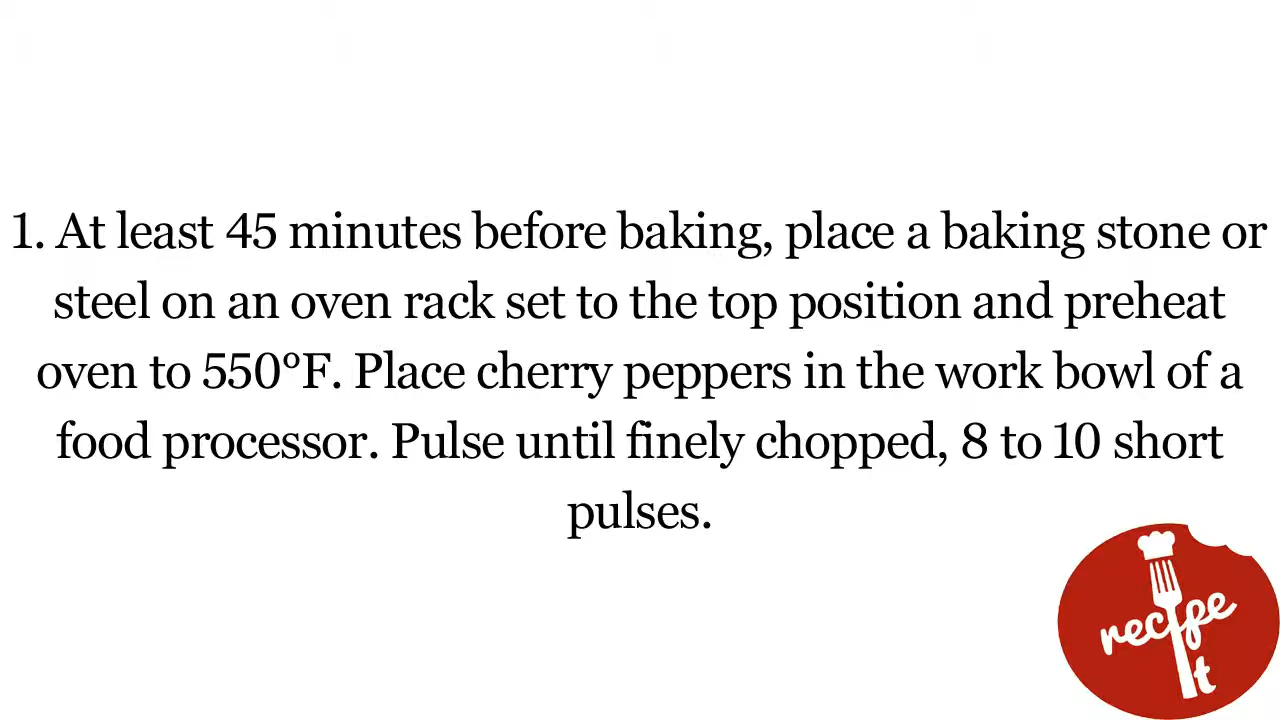 1. At least 45 minutes before baking, place a baking stone or
steel on an oven rack set to the top position and preheat
oven to 550°F. Place cherry peppers in the work bowl of a
food processor. Pulse until finely chopped, 8 to 10 short
pulses.
recipe
It